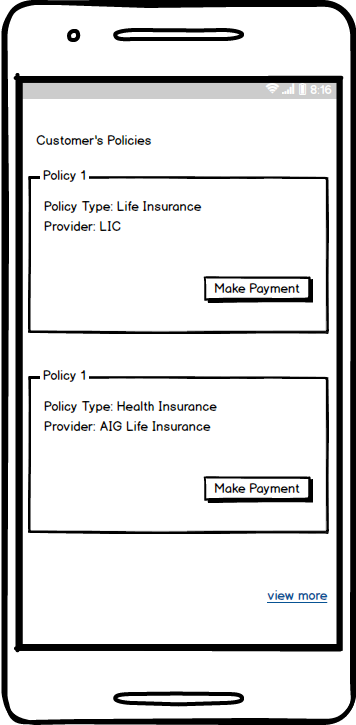 8:16
Customer's Policies
Policy 1
Policy Type: Life Insurance
Provider: LIC
Make Payment
Policy 1
Policy Type: Health Insurance
Provider: AIG Life Insurance
Make Payment
view more